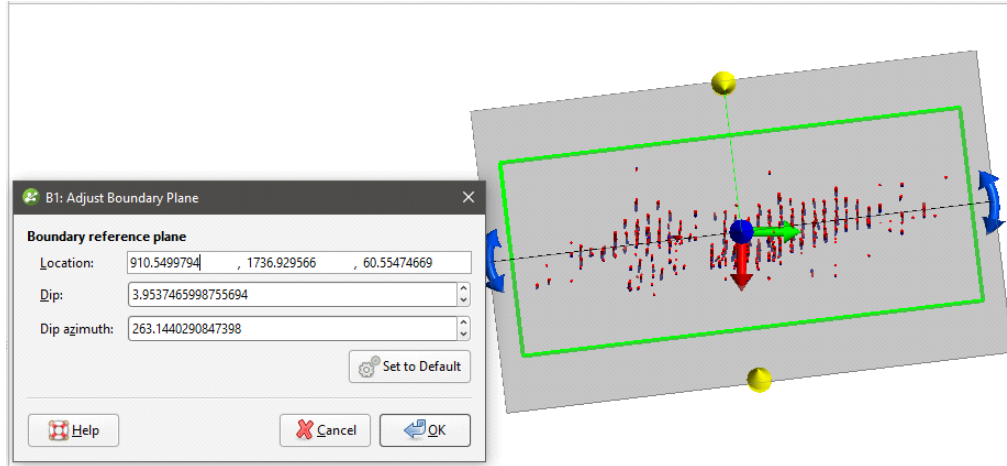 B1: Adjust Boundary Plane
Boundary reference plane
Location: 910.5499794 , 1736.929566 , 60.55474669
Dip: 3.9537465998755694
Dip azimuth: 263.1440290847398
Set to Default
Help Cancel OK